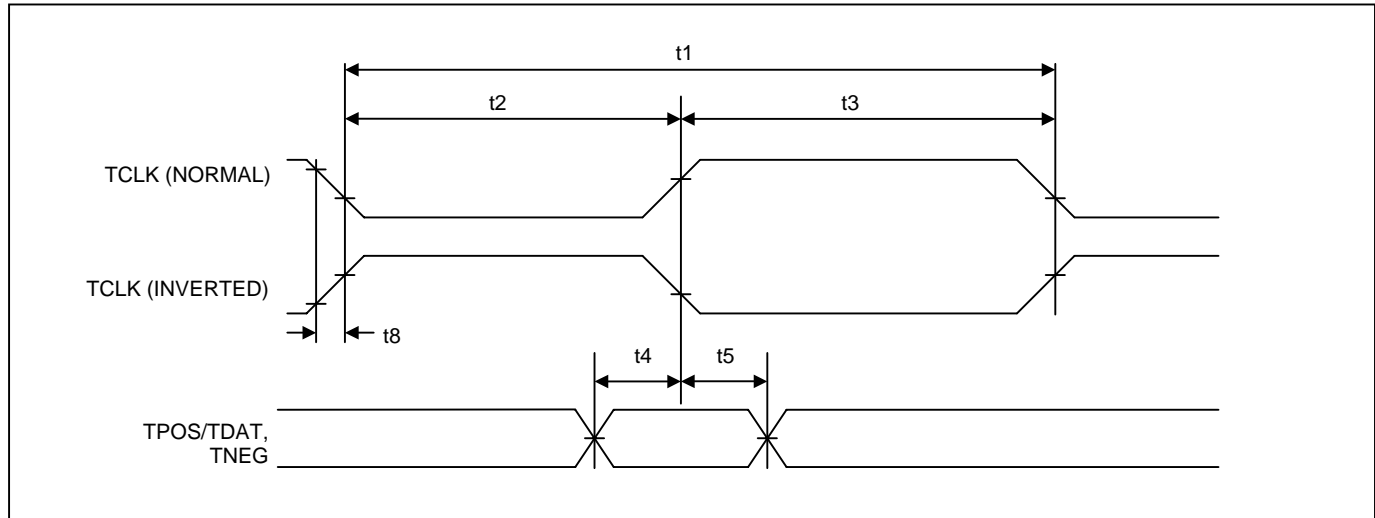 t1
t2
t3
TCLK (NORMAL)
TCLK (INVERTED)
t8
t4
t5
TPOS/TDAT,
TNEG